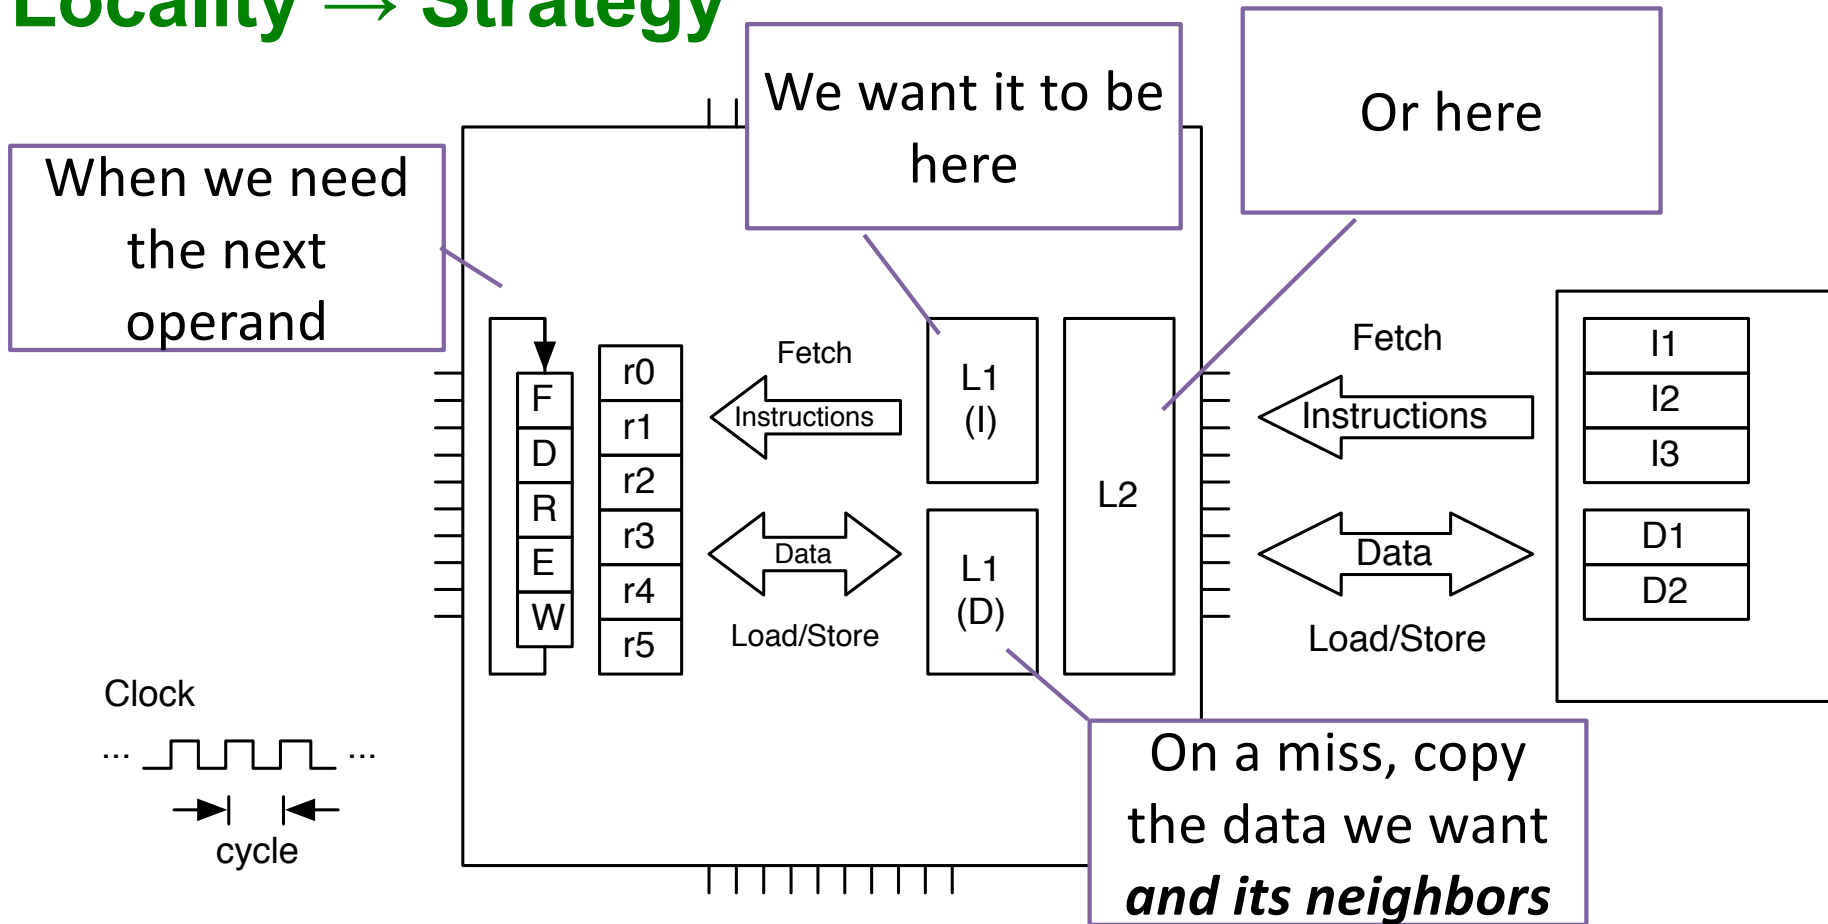 Locality → Strategy
When we need
the next
operand
We want it to be
here
Or here
F
D
R
E
W
r0
r1
r2
r3
r4
r5
Fetch
Instructions
Data
Load/Store
L1
(I)
L1
(D)
L2
Fetch
Instructions
Data
Load/Store
I1
I2
I3
D1
D2
Clock
... ...
cycle
On a miss, copy
the data we want
and its neighbors